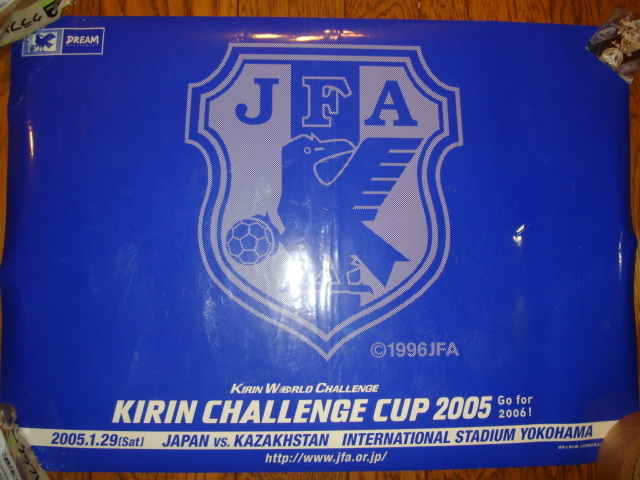 DREAM
JFA
©1996JFA
KIRIN WORLD CHALLENGE
KIRIN CHALLENGE CUP 2005 Go for 2006!
2005.1.29[Sat] JAPAN vs. KAZAKHSTAN INTERNATIONAL STADIUM YOKOHAMA
http://www.jfa.or.jp/